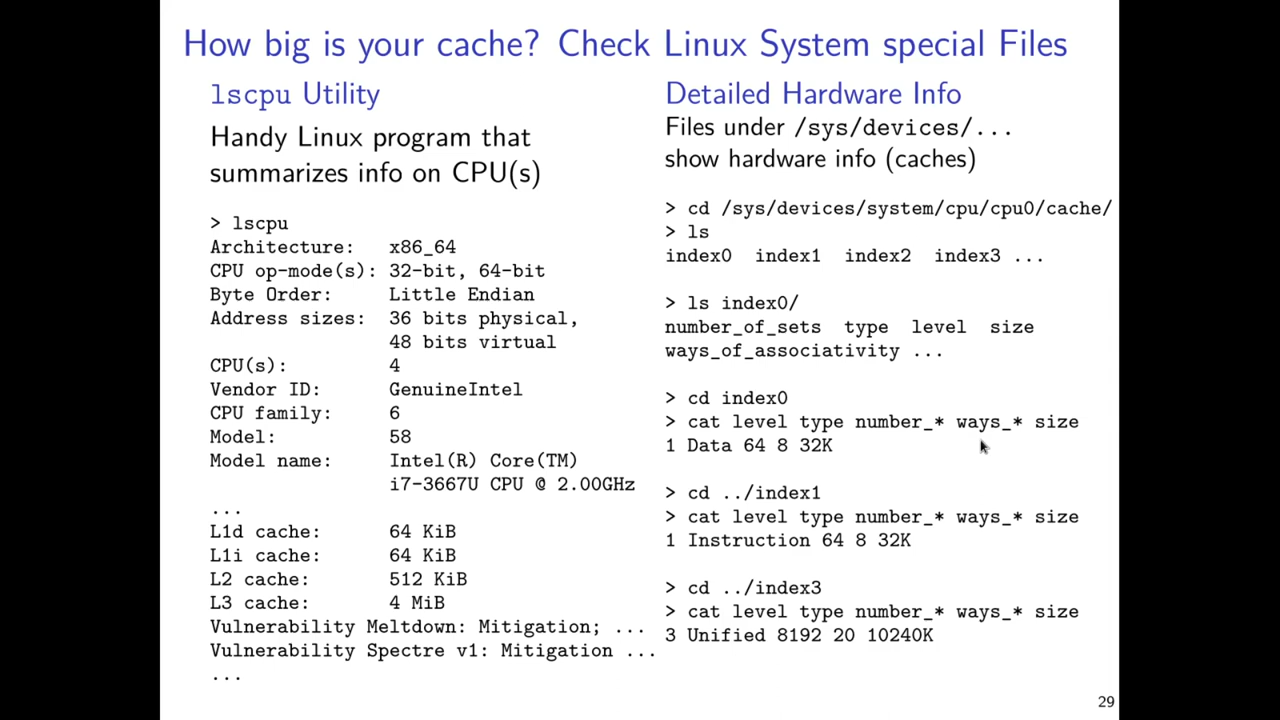 How big is your cache? Check Linux System special Files
lscpu Utility
Handy Linux program that
summarizes info on CPU(s)
> lscpu
Architecture: x86_64
CPU op-mode(s): 32-bit, 64-bit
Byte Order: Little Endian
Address sizes: 36 bits physical,
48 bits virtual
CPU(s): 4
Vendor ID: GenuineIntel
CPU family: 6
Model: 58
Model name: Intel(R) Core(TM)
i7-3667U CPU @ 2.00GHz
...
L1d cache: 64 KiB
L1i cache: 64 KiB
L2 cache: 512 KiB
L3 cache: 4 MiB
Vulnerability Meltdown: Mitigation; ...
Vulnerability Spectre v1: Mitigation ...
...
Detailed Hardware Info
Files under /sys/devices/...
show hardware info (caches)
> cd /sys/devices/system/cpu/cpu0/cache/
> ls
index0 index1 index2 index3 ...
> ls index0/
number_of_sets type level size
ways_of_associativity ...
> cd index0
> cat level type number_* ways_* size
1 Data 64 8 32K
> cd ../index1
> cat level type number_* ways_* size
1 Instruction 64 8 32K
> cd ../index3
> cat level type number_* ways_* size
3 Unified 8192 20 10240K
29